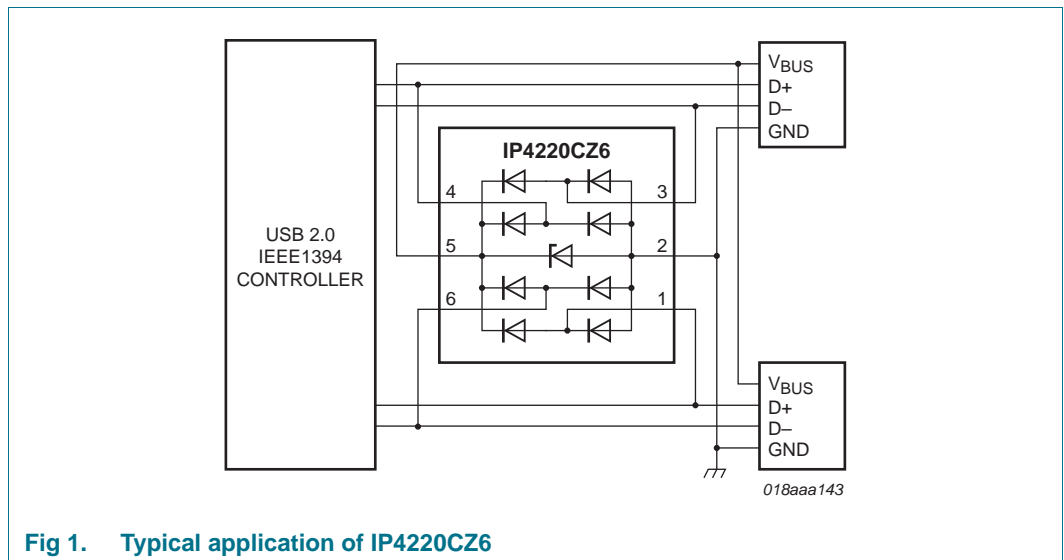 V_BUS
D+
D–
GND
IP4220CZ6
4
3
5
2
6
1
USB 2.0
IEEE1394
CONTROLLER
V_BUS
D+
D–
GND
018aaa143
Fig 1. Typical application of IP4220CZ6